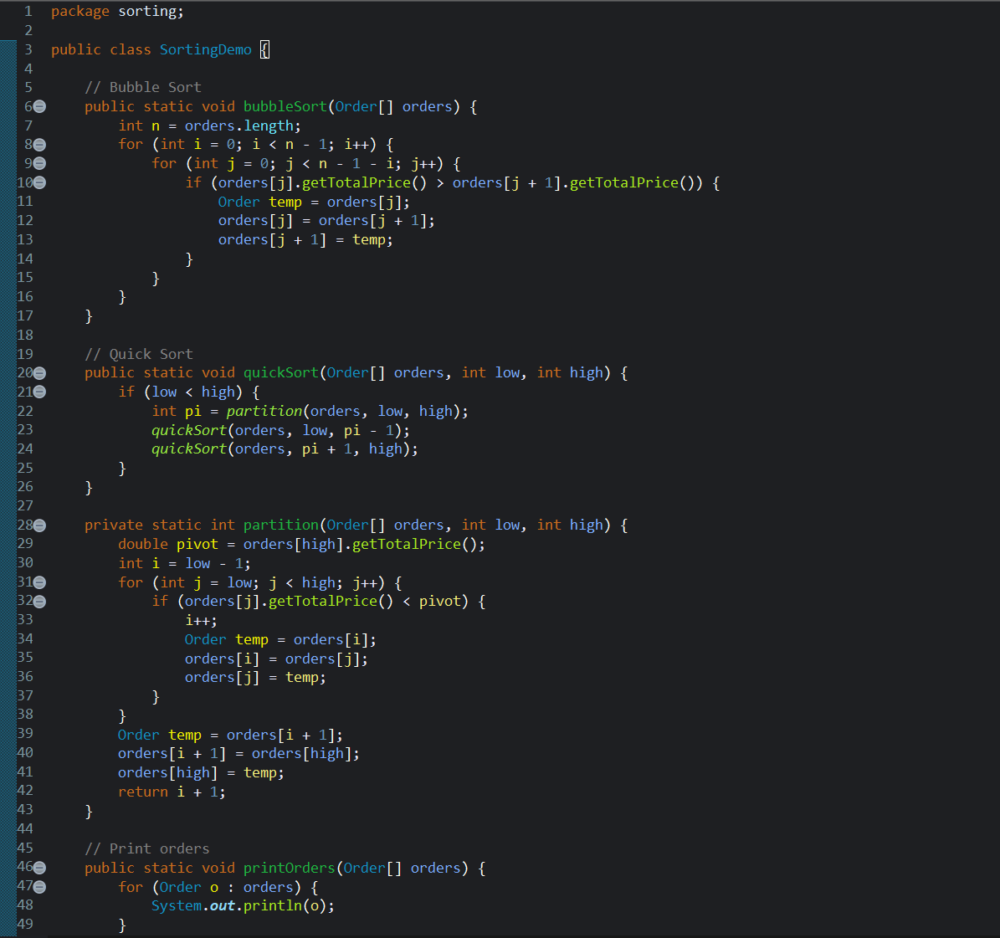 1 package sorting;
2
3 public class SortingDemo {
4
5     // Bubble Sort
6     public static void bubbleSort(Order[] orders) {
7         int n = orders.length;
8         for (int i = 0; i < n - 1; i++) {
9             for (int j = 0; j < n - 1 - i; j++) {
10                 if (orders[j].getTotalPrice() > orders[j + 1].getTotalPrice()) {
11                     Order temp = orders[j];
12                     orders[j] = orders[j + 1];
13                     orders[j + 1] = temp;
14                 }
15             }
16         }
17     }
18
19     // Quick Sort
20     public static void quickSort(Order[] orders, int low, int high) {
21         if (low < high) {
22             int pi = partition(orders, low, high);
23             quickSort(orders, low, pi - 1);
24             quickSort(orders, pi + 1, high);
25         }
26     }
27
28     private static int partition(Order[] orders, int low, int high) {
29         double pivot = orders[high].getTotalPrice();
30         int i = low - 1;
31         for (int j = low; j < high; j++) {
32             if (orders[j].getTotalPrice() < pivot) {
33                 i++;
34                 Order temp = orders[i];
35                 orders[i] = orders[j];
36                 orders[j] = temp;
37             }
38         }
39         Order temp = orders[i + 1];
40         orders[i + 1] = orders[high];
41         orders[high] = temp;
42         return i + 1;
43     }
44
45     // Print orders
46     public static void printOrders(Order[] orders) {
47         for (Order o : orders) {
48             System.out.println(o);
49         }